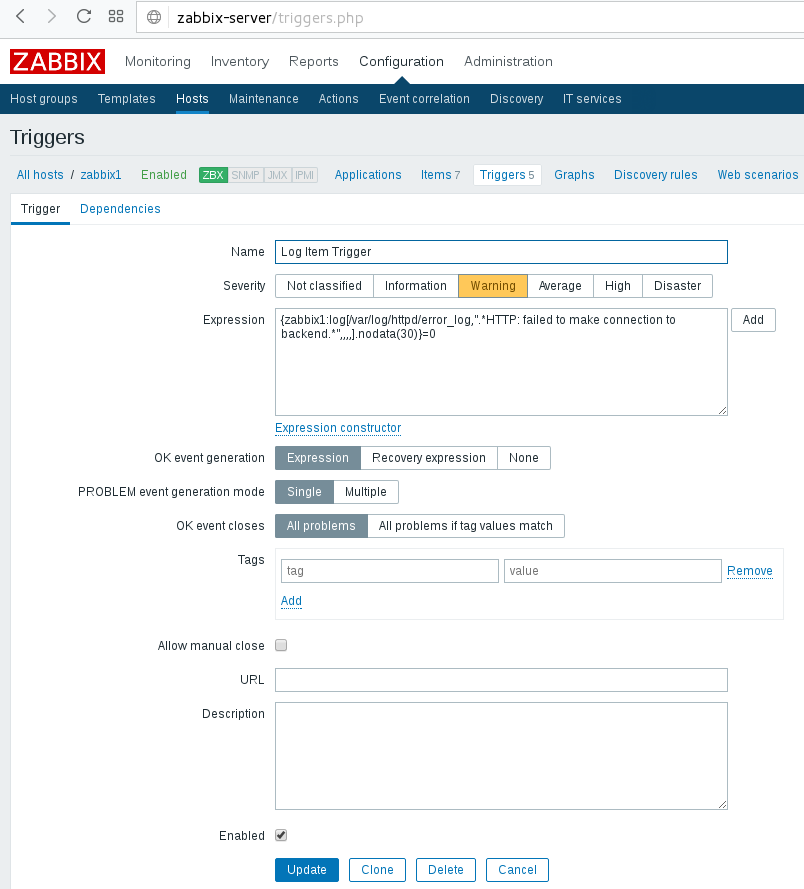 zabbix-server/triggers.php
ZABBIX Monitoring Inventory Reports Configuration Administration
Host groups Templates Hosts Maintenance Actions Event correlation Discovery IT services
Triggers
All hosts / zabbix1 Enabled ZBX SNMP JMX IPMI Applications Items 7 Triggers 5 Graphs Discovery rules Web scenarios
Trigger Dependencies
Name Log Item Trigger
Severity Not classified Information Warning Average High Disaster
Expression {zabbix1:log[/var/log/httpd/error_log,".*HTTP: failed to make connection to Add
backend.*",,,,].nodata(30)}=0
Expression constructor
OK event generation Expression Recovery expression None
PROBLEM event generation mode Single Multiple
OK event closes All problems All problems if tag values match
Tags tag value Remove
Add
Allow manual close
URL
Description
Enabled
Update Clone Delete Cancel